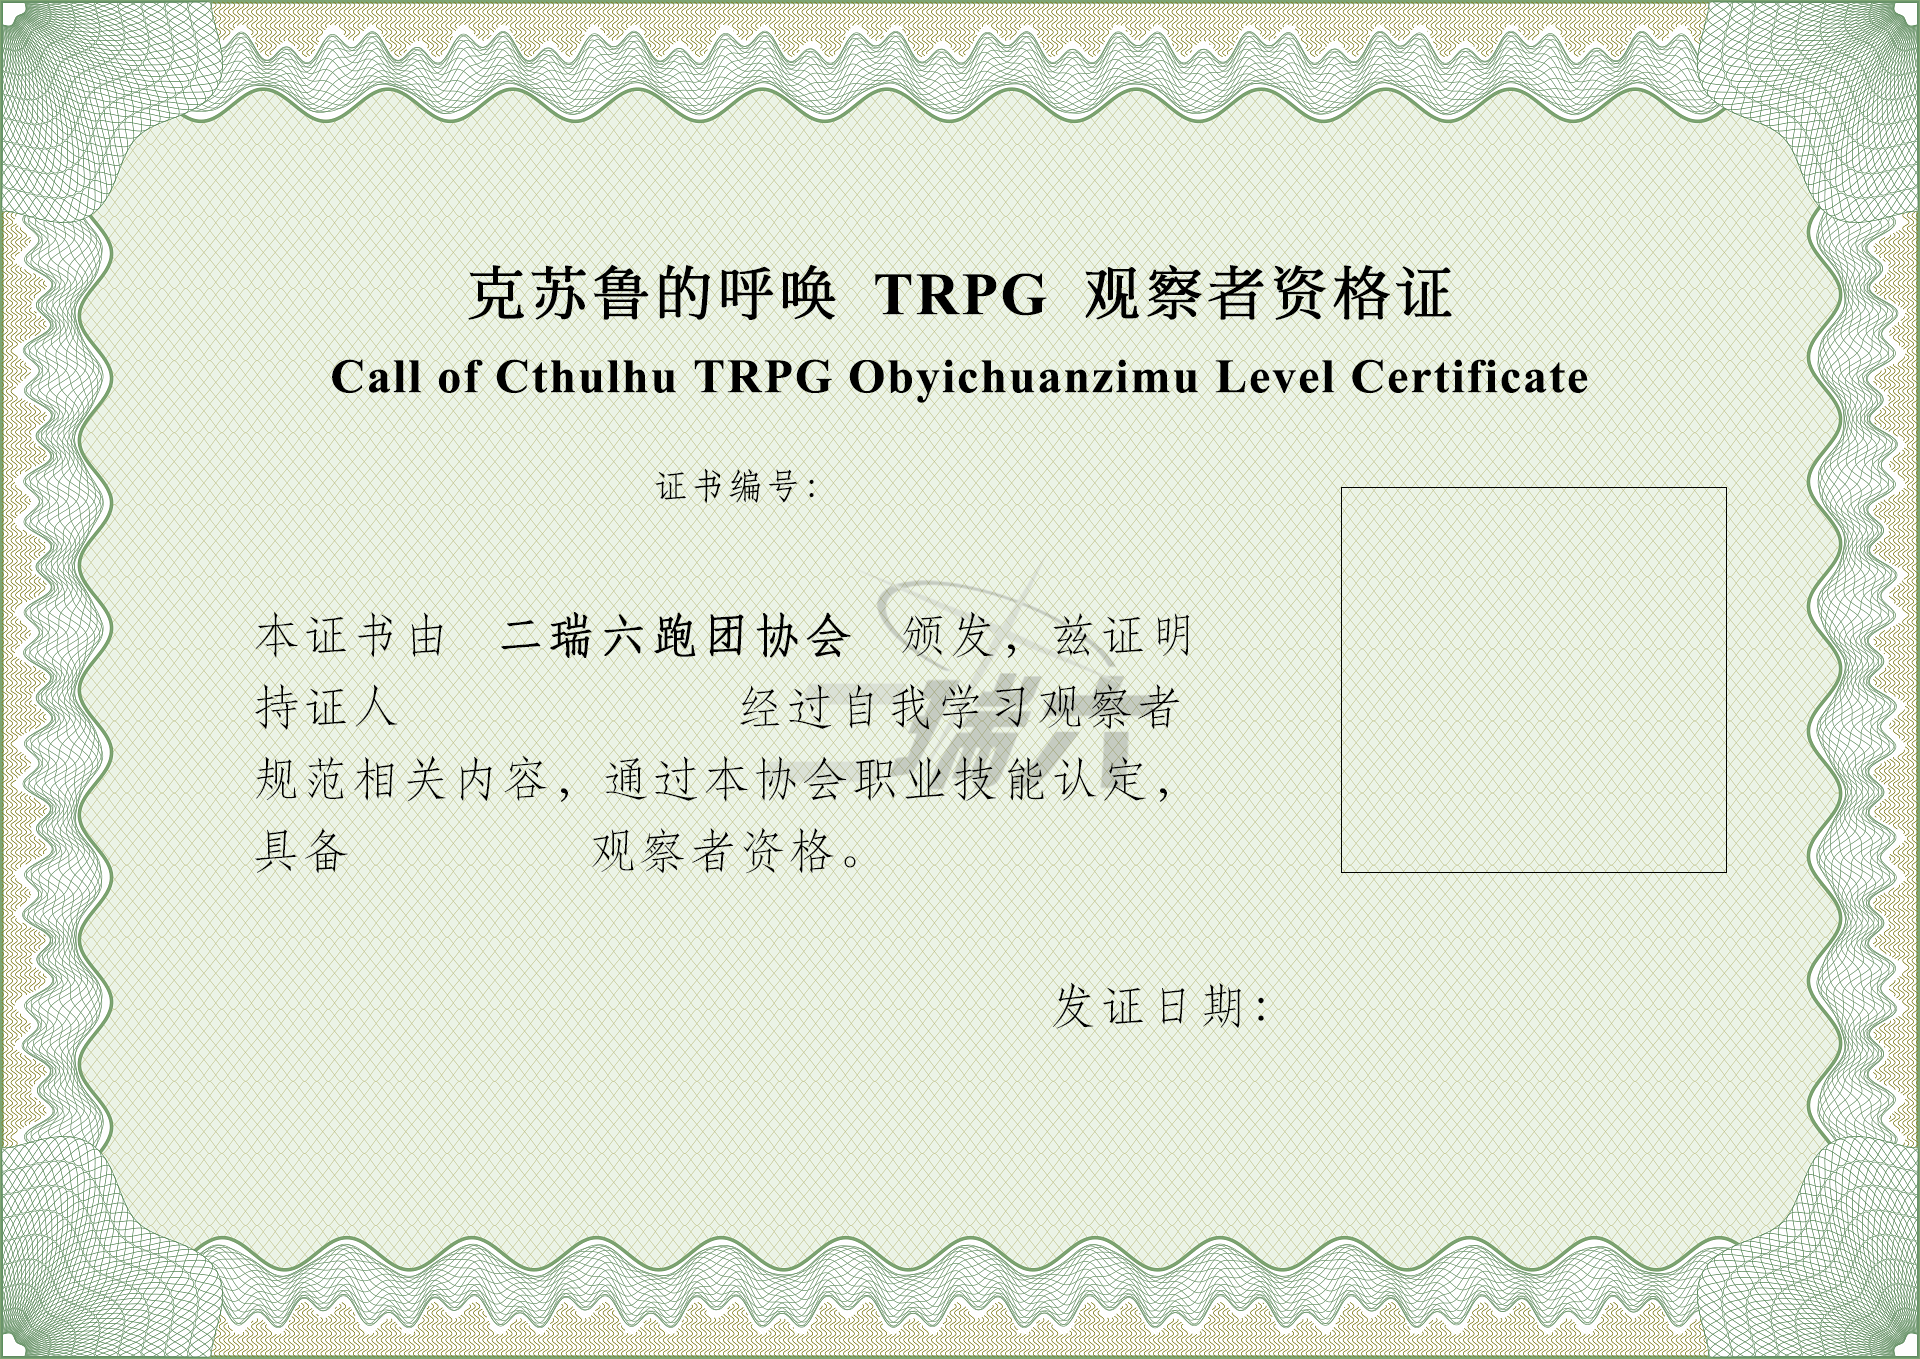 克苏鲁的呼唤 TRPG 观察者资格证
Call of Cthulhu TRPG Obyichuanzimu Level Certificate
证书编号：
本证书由 二瑞六跑团协会 颁发，兹证明
持证人 经过自我学习观察者
规范相关内容，通过本协会职业技能认定，
具备 观察者资格。
二瑞六
发证日期：